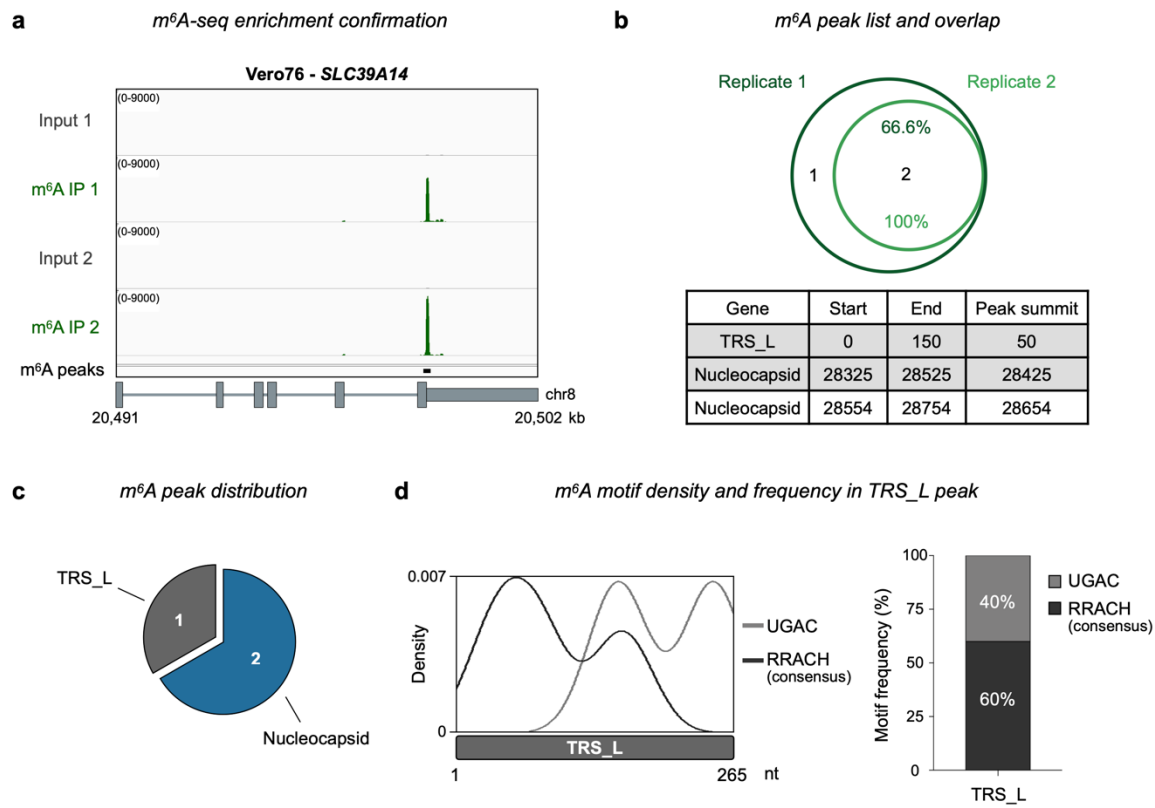 a
m⁶A-seq enrichment confirmation
Vero76 - SLC39A14
(0-9000)
Input 1
(0-9000)
m⁶A IP 1
(0-9000)
Input 2
(0-9000)
m⁶A IP 2
m⁶A peaks
chr8
20,491
20,502 kb
b
m⁶A peak list and overlap
Replicate 1
Replicate 2
66.6%
1
2
100%
Gene Start End Peak summit
TRS_L 0 150 50
Nucleocapsid 28325 28525 28425
Nucleocapsid 28554 28754 28654
c
m⁶A peak distribution
TRS_L
1
2
Nucleocapsid
d
m⁶A motif density and frequency in TRS_L peak
0.007
Density
0
UGAC
RRACH
(consensus)
TRS_L
1
265 nt
Motif frequency (%)
100
75
50
25
0
40%
60%
TRS_L
UGAC
RRACH
(consensus)